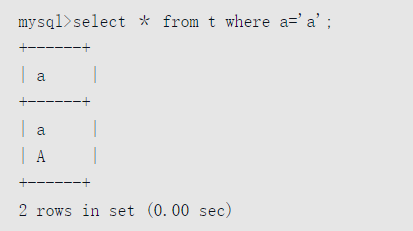 mysql>select * from t where a='a';
+------+
| a    |
+------+
| a    |
| A    |
+------+
2 rows in set (0.00 sec)